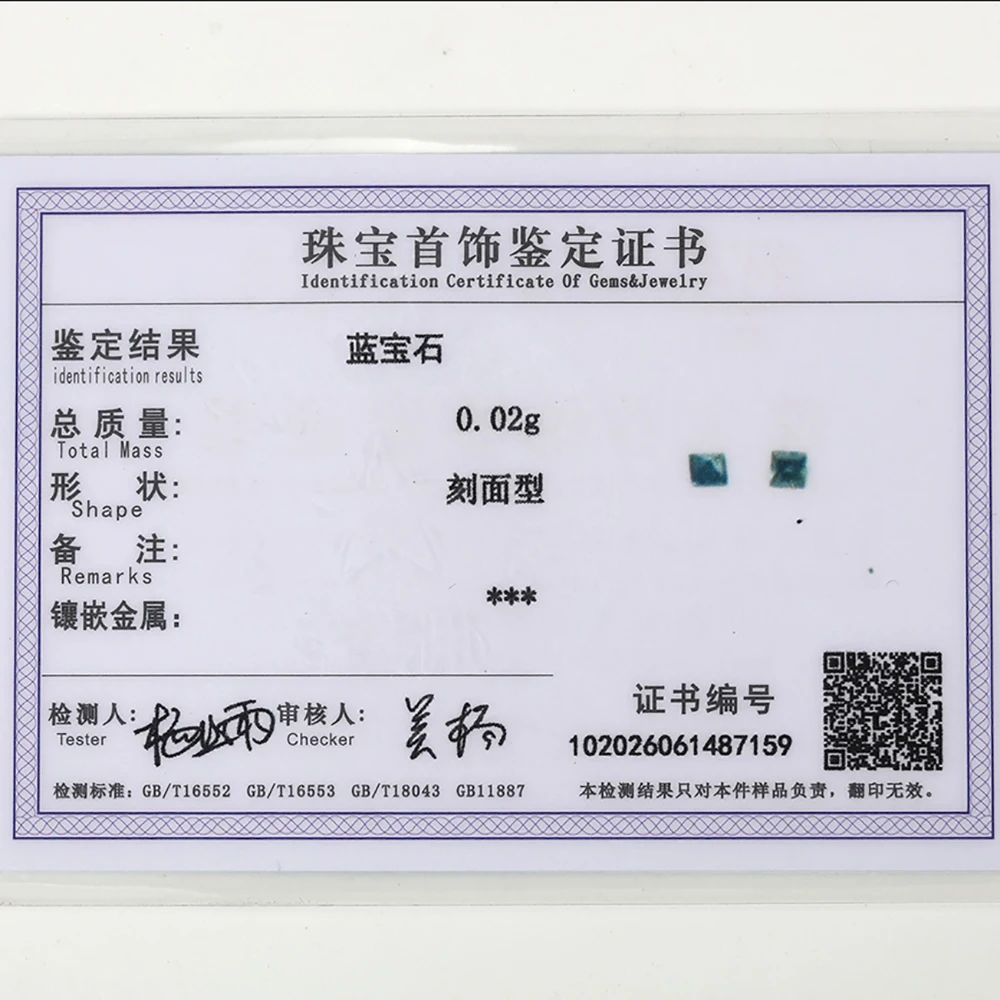 珠宝首饰鉴定证书
Identification Certificate Of Gems&Jewelry
鉴定结果 蓝宝石
identification results
总质量: 0.02g
Total Mass
形状: 刻面型
Shape
备注:
Remarks
***
镶嵌金属:
检测人: 审核人:
Tester Checker
证书编号
102026061487159
检测标准: GB/T16552 GB/T16553 GB/T18043 GB11887
本检测结果只对本件样品负责，翻印无效。